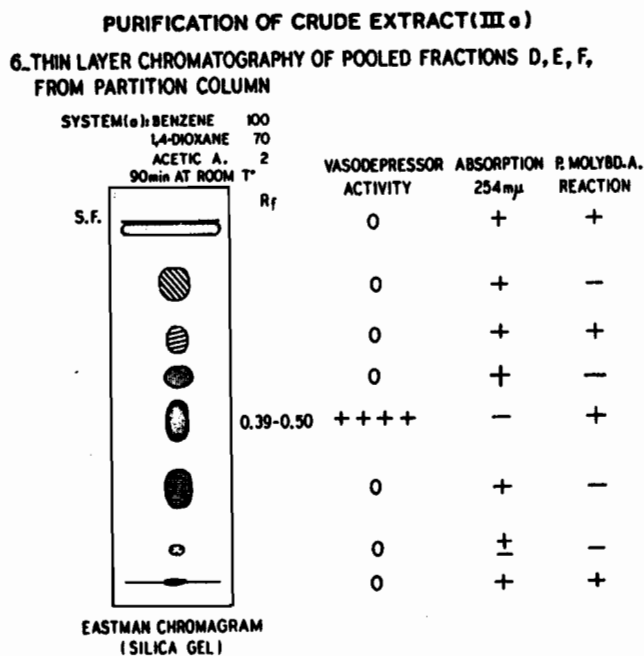 PURIFICATION OF CRUDE EXTRACT(III a)
6_THIN LAYER CHROMATOGRAPHY OF POOLED FRACTIONS D, E, F,
FROM PARTITION COLUMN
SYSTEM(a): BENZENE 100
1,4-DIOXANE 70
ACETIC A. 2
90min AT ROOM T°
Rf
VASODEPRESSOR ACTIVITY
ABSORPTION 254mμ
P. MOLYBD.A. REACTION
S.F. 0 + +
0 + −
0 + +
0 + −
0.39-0.50 ++++ − +
0 + −
0 ± −
0 + +
EASTMAN CHROMAGRAM
(SILICA GEL)